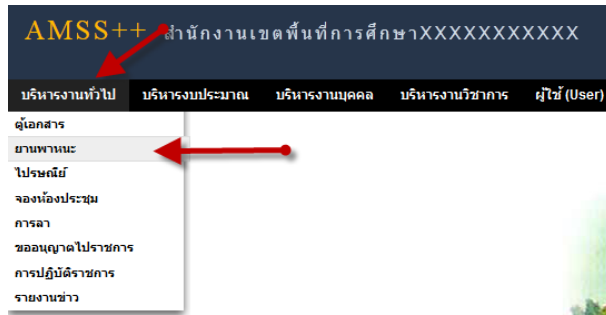 AMSS++ สำนักงานเขตพื้นที่การศึกษาXXXXXXXXXXX
บริหารงานทั่วไป บริหารงบประมาณ บริหารงานบุคคล บริหารงานวิชาการ ผู้ใช้ (User)
ตู้เอกสาร
ยานพาหนะ
ไปรษณีย์
จองห้องประชุม
การลา
ขออนุญาตไปราชการ
การปฏิบัติราชการ
รายงานข่าว